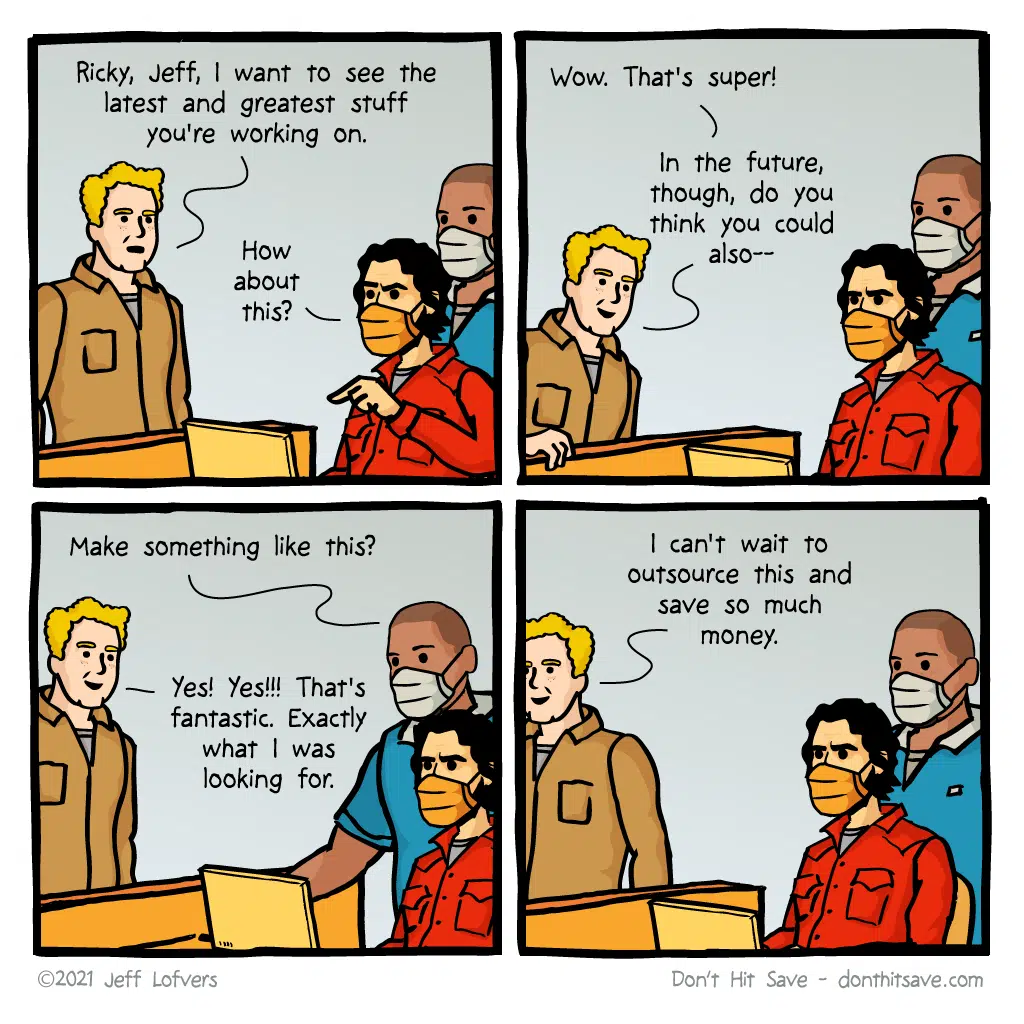 Ricky, Jeff, I want to see the
latest and greatest stuff
you're working on.
How
about
this?
Wow. That's super!
In the future,
though, do you
think you could
also--
Make something like this?
Yes! Yes!!! That's
fantastic. Exactly
what I was
looking for.
I can't wait to
outsource this and
save so much
money.
©2021 Jeff Lofvers
Don't Hit Save - donthitsave.com